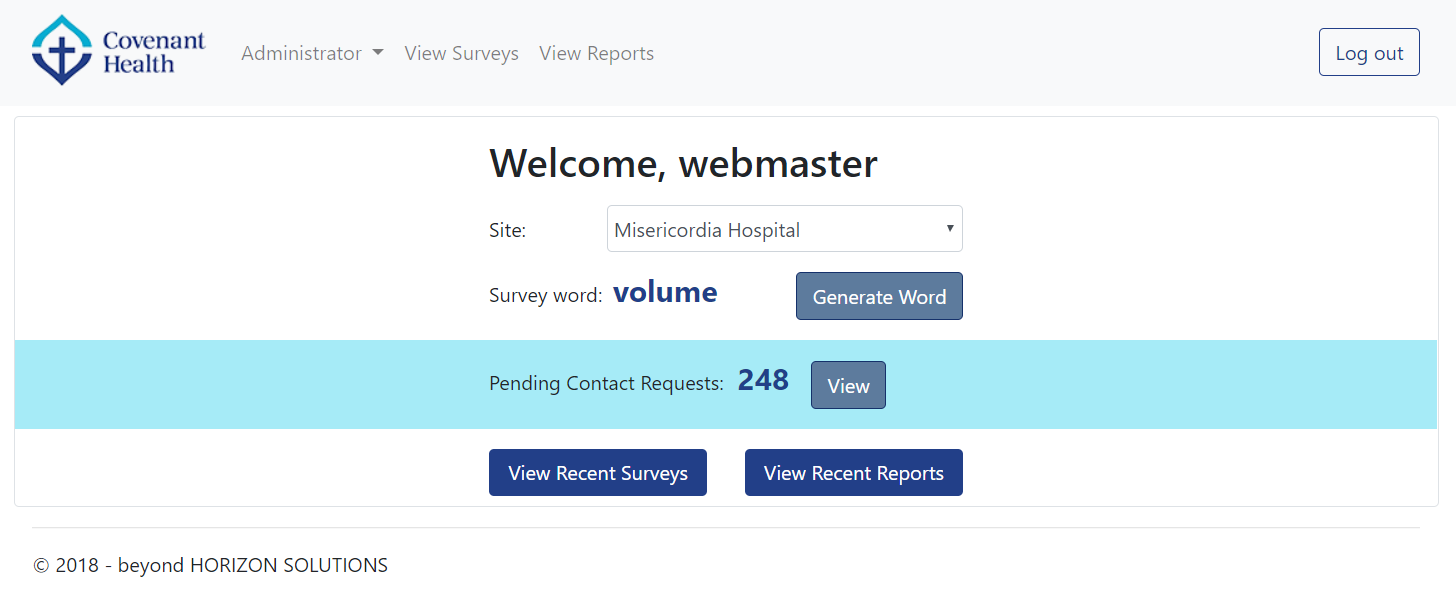 Covenant
Health
Administrator View Surveys View Reports
Log out
Welcome, webmaster
Site: Misericordia Hospital
Survey word: volume Generate Word
Pending Contact Requests: 248 View
View Recent Surveys View Recent Reports
© 2018 - beyond HORIZON SOLUTIONS